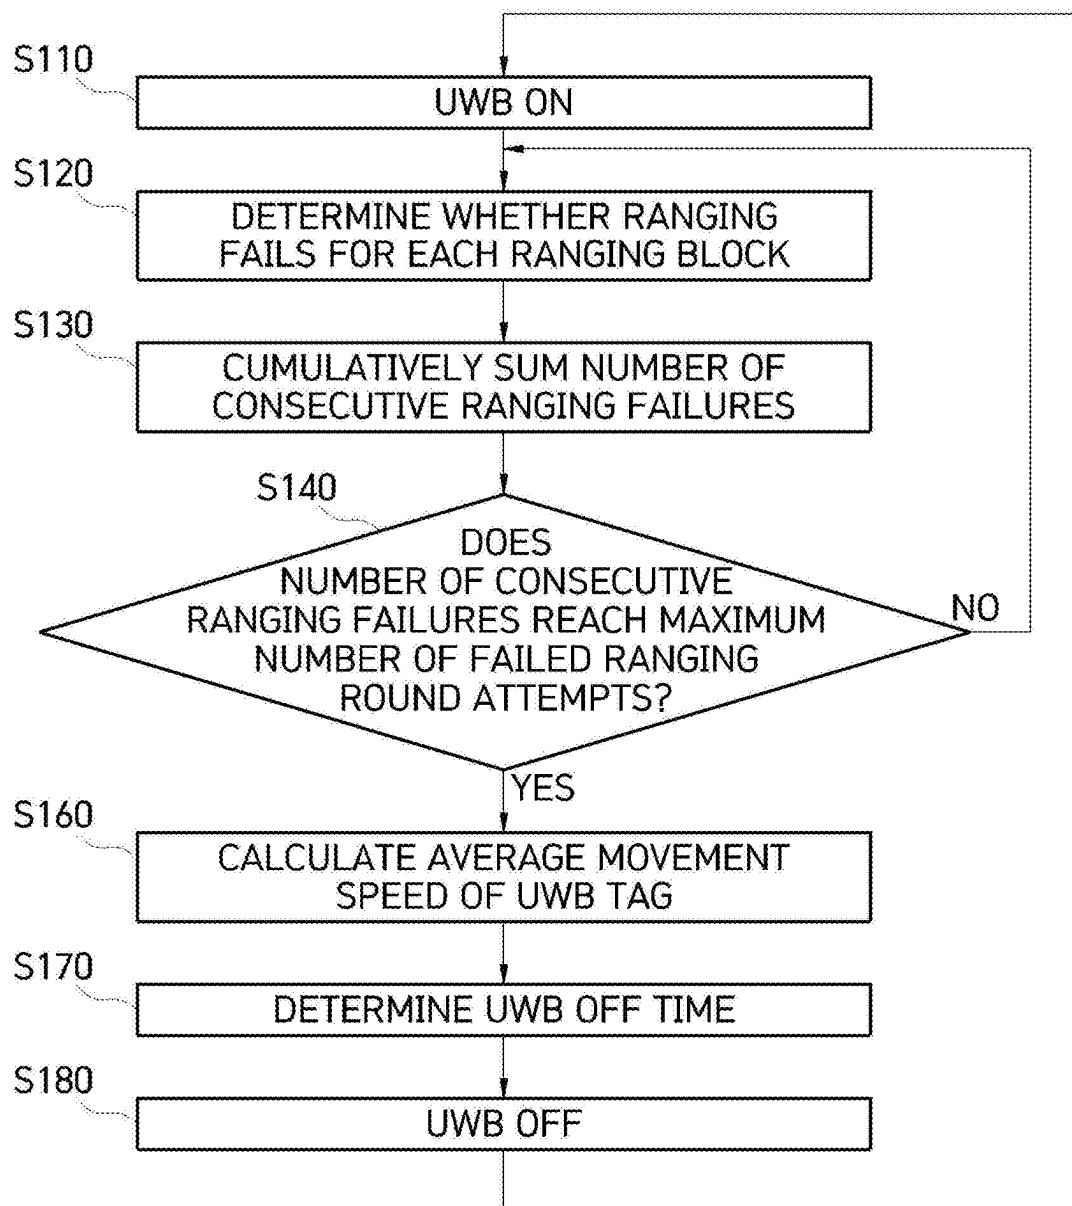 S110
UWB ON
S120
DETERMINE WHETHER RANGING
FAILS FOR EACH RANGING BLOCK
S130
CUMULATIVELY SUM NUMBER OF
CONSECUTIVE RANGING FAILURES
S140
DOES
NUMBER OF CONSECUTIVE
RANGING FAILURES REACH MAXIMUM
NUMBER OF FAILED RANGING
ROUND ATTEMPTS?
NO
YES
S160
CALCULATE AVERAGE MOVEMENT
SPEED OF UWB TAG
S170
DETERMINE UWB OFF TIME
S180
UWB OFF